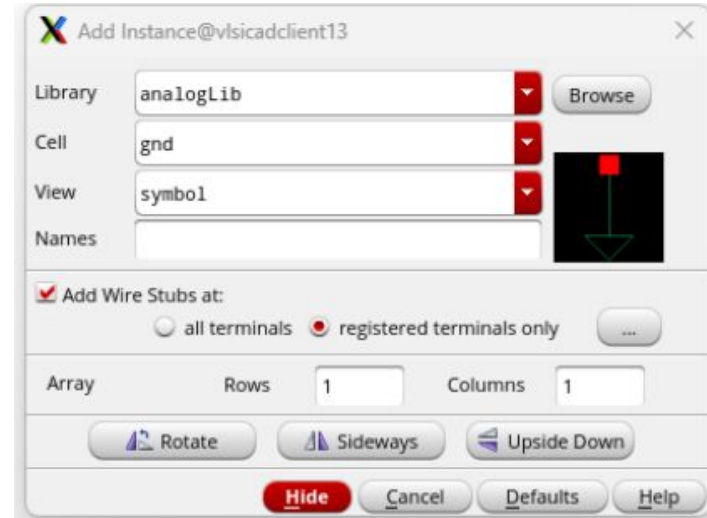 Add Instance@vlsicadclient13
Library analogLib Browse
Cell gnd
View symbol
Names
Add Wire Stubs at:
all terminals registered terminals only ...
Array Rows 1 Columns 1
Rotate Sideways Upside Down
Hide Cancel Defaults Help